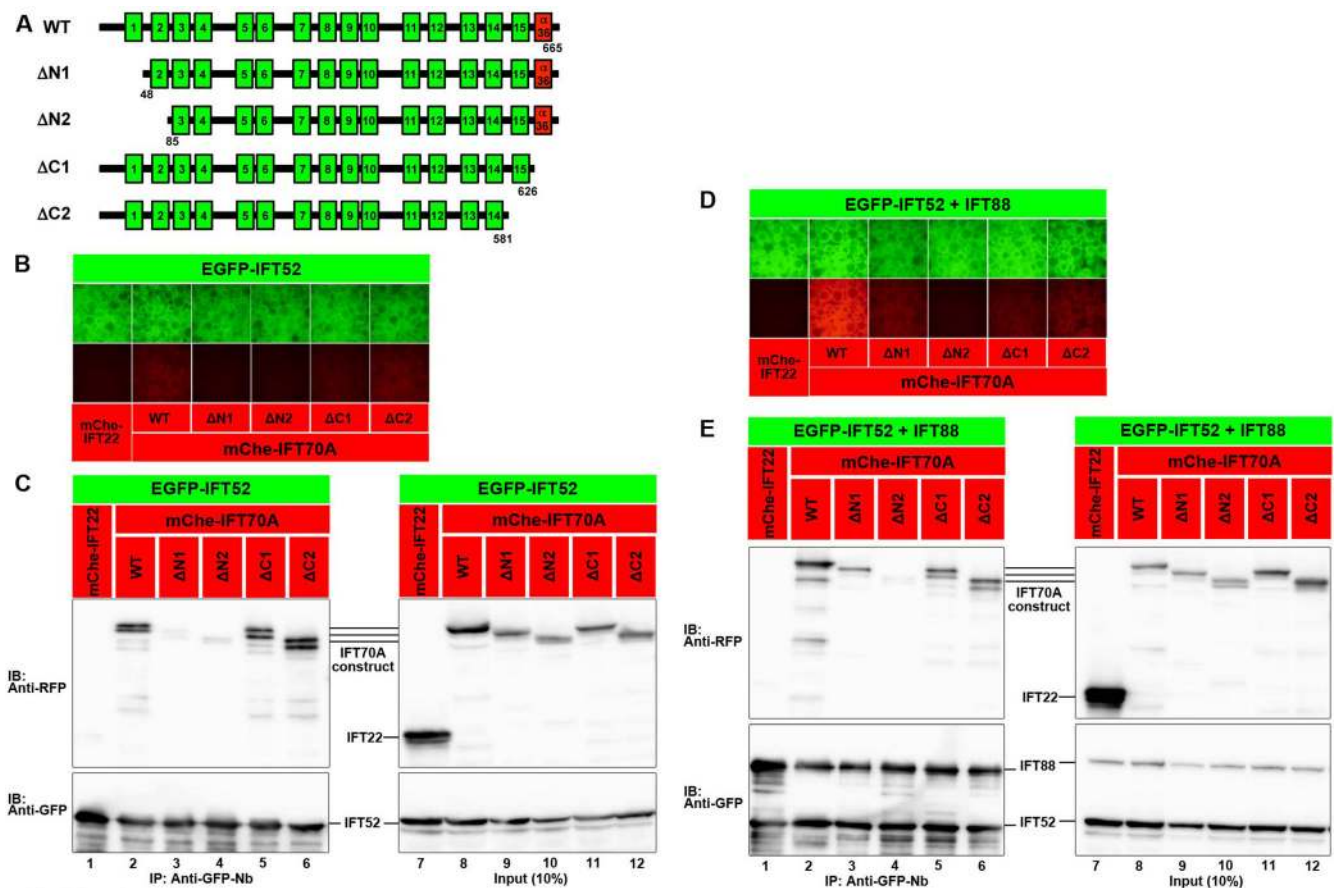 A
WT 1 2 3 4 5 6 7 8 9 10 11 12 13 14 15 α 36
665
ΔN1 2 3 4 5 6 7 8 9 10 11 12 13 14 15 α 36
48
ΔN2 3 4 5 6 7 8 9 10 11 12 13 14 15 α 36
85
ΔC1 1 2 3 4 5 6 7 8 9 10 11 12 13 14 15
626
ΔC2 1 2 3 4 5 6 7 8 9 10 11 12 13 14
581
B
EGFP-IFT52
mChe-
IFT22
WT ΔN1 ΔN2 ΔC1 ΔC2
mChe-IFT70A
C
EGFP-IFT52
mChe-IFT22
mChe-IFT70A
WT ΔN1 ΔN2 ΔC1 ΔC2
EGFP-IFT52
mChe-IFT22
mChe-IFT70A
WT ΔN1 ΔN2 ΔC1 ΔC2
IB:
Anti-RFP
IFT70A
construct
IFT22
IB:
Anti-GFP
IFT52
1 2 3 4 5 6
IP: Anti-GFP-Nb
7 8 9 10 11 12
Input (10%)
D
EGFP-IFT52 + IFT88
mChe-
IFT22
WT ΔN1 ΔN2 ΔC1 ΔC2
mChe-IFT70A
E
EGFP-IFT52 + IFT88
mChe-IFT22
mChe-IFT70A
WT ΔN1 ΔN2 ΔC1 ΔC2
EGFP-IFT52 + IFT88
mChe-IFT22
mChe-IFT70A
WT ΔN1 ΔN2 ΔC1 ΔC2
IB:
Anti-RFP
IFT70A
construct
IFT22
IB:
Anti-GFP
IFT88
IFT52
1 2 3 4 5 6
IP: Anti-GFP-Nb
7 8 9 10 11 12
Input (10%)